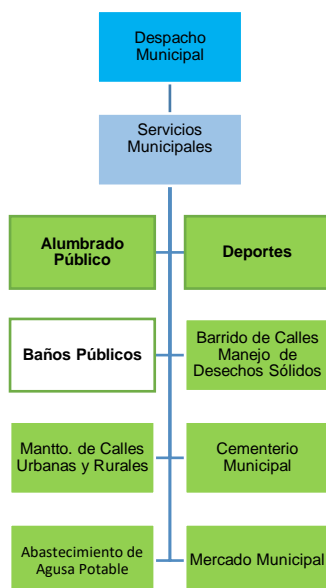 Despacho
Municipal
Servicios
Municipales
Alumbrado
Público
Deportes
Baños Públicos
Barrido de Calles
Manejo de
Desechos Sólidos
Mantto. de Calles
Urbanas y Rurales
Cementerio
Municipal
Abastecimiento de
Agusa Potable
Mercado Municipal